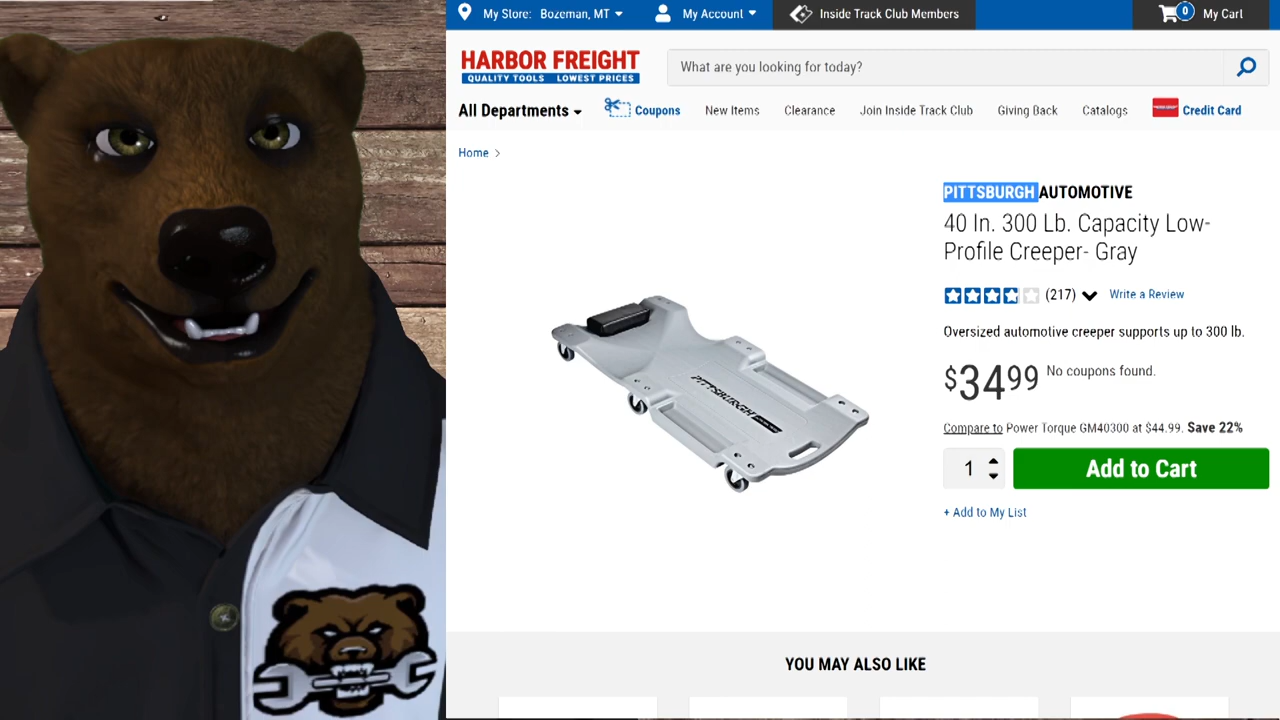 My Store: Bozeman, MT
My Account
Inside Track Club Members
0
My Cart
HARBOR FREIGHT
QUALITY TOOLS LOWEST PRICES
What are you looking for today?
All Departments
Coupons
New Items
Clearance
Join Inside Track Club
Giving Back
Catalogs
Credit Card
Home >
PITTSBURGH AUTOMOTIVE
40 In. 300 Lb. Capacity Low-
Profile Creeper- Gray
(217)
Write a Review
Oversized automotive creeper supports up to 300 lb.
$3499
No coupons found.
Compare to Power Torque GM40300 at $44.99. Save 22%
1
Add to Cart
+ Add to My List
PITTSBURGH
YOU MAY ALSO LIKE